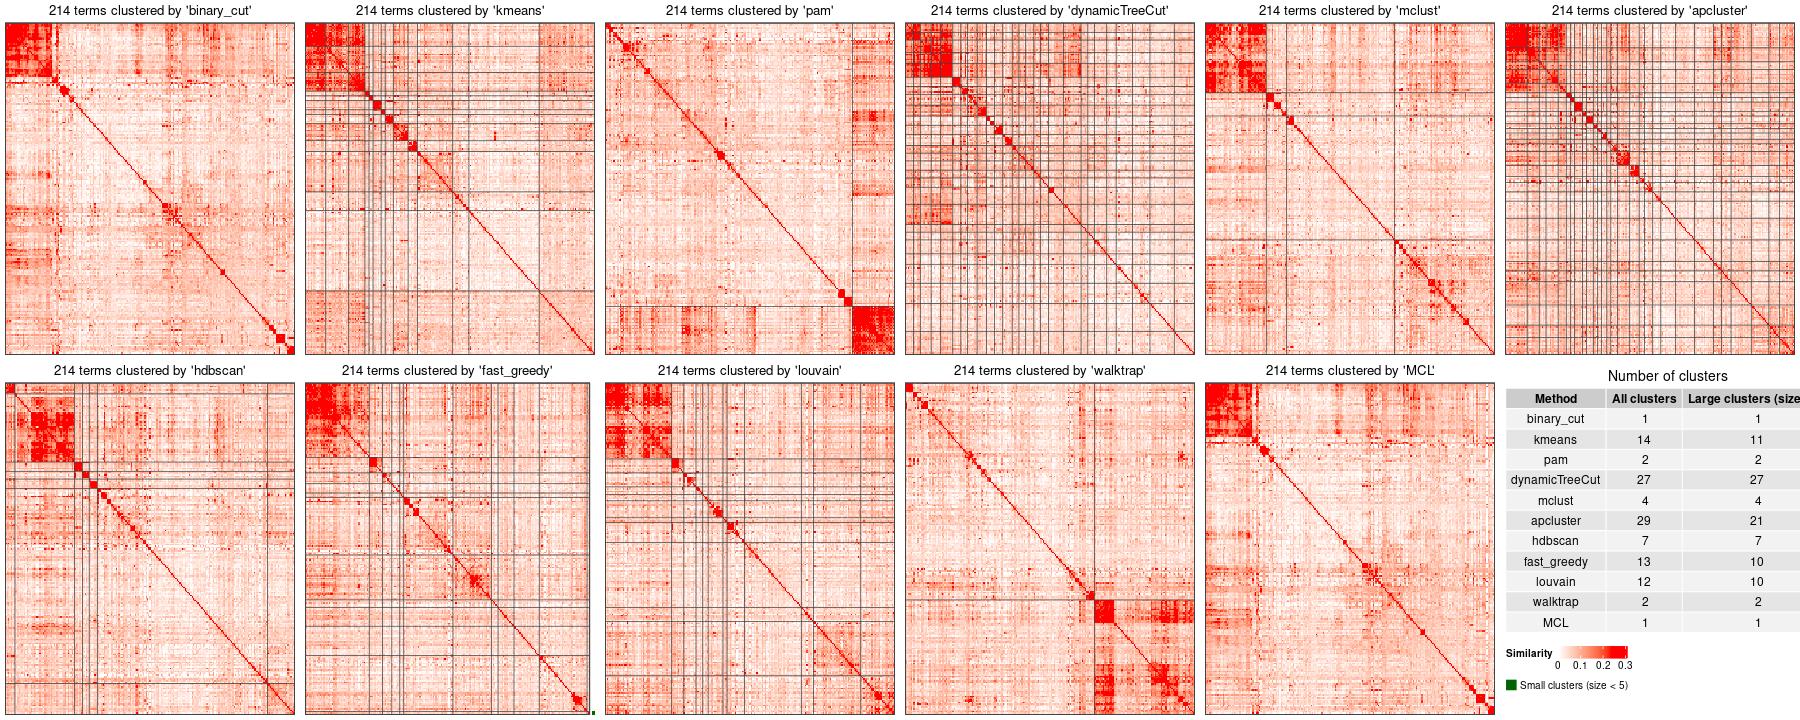 214 terms clustered by 'binary_cut'
214 terms clustered by 'kmeans'
214 terms clustered by 'pam'
214 terms clustered by 'dynamicTreeCut'
214 terms clustered by 'mclust'
214 terms clustered by 'apcluster'
214 terms clustered by 'hdbscan'
214 terms clustered by 'fast_greedy'
214 terms clustered by 'louvain'
214 terms clustered by 'walktrap'
214 terms clustered by 'MCL'
Number of clusters
Method All clusters Large clusters (size
binary_cut 1 1
kmeans 14 11
pam 2 2
dynamicTreeCut 27 27
mclust 4 4
apcluster 29 21
hdbscan 7 7
fast_greedy 13 10
louvain 12 10
walktrap 2 2
MCL 1 1
Similarity
0 0.1 0.2 0.3
Small clusters (size < 5)